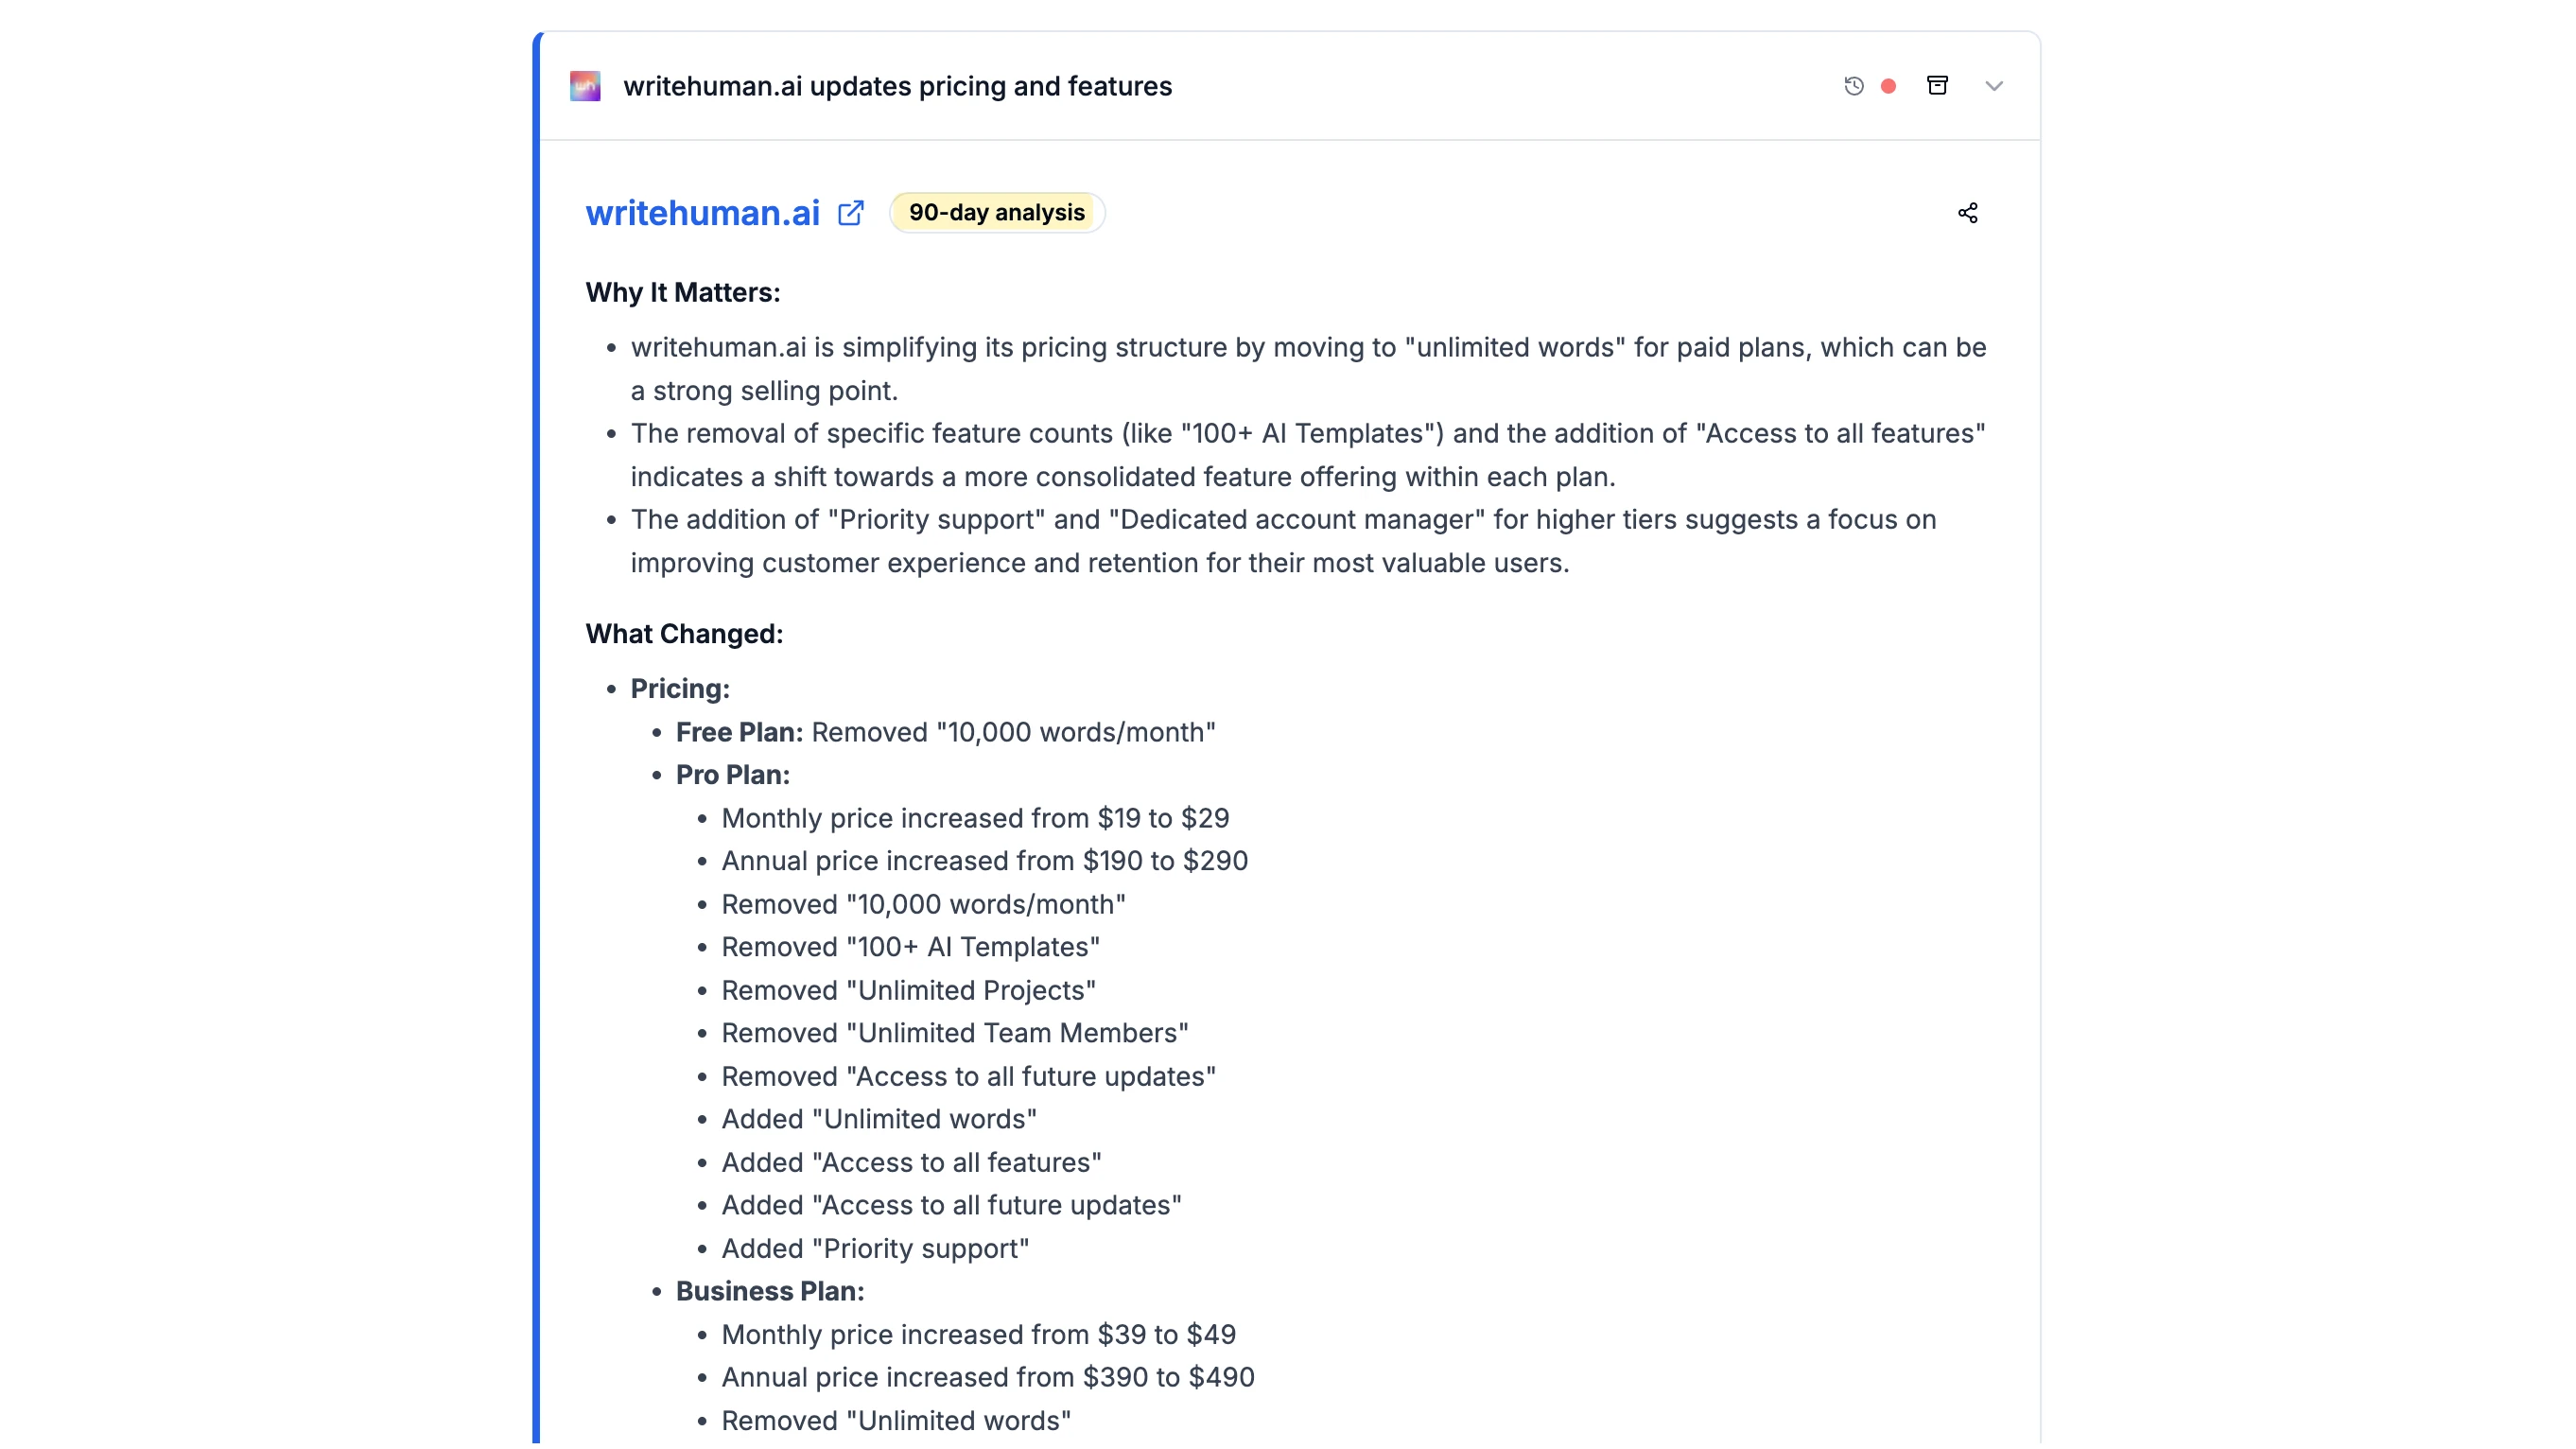 wh
writehuman.ai updates pricing and features
writehuman.ai
90-day analysis
Why It Matters:
• writehuman.ai is simplifying its pricing structure by moving to "unlimited words" for paid plans, which can be
a strong selling point.
• The removal of specific feature counts (like "100+ AI Templates") and the addition of "Access to all features"
indicates a shift towards a more consolidated feature offering within each plan.
• The addition of "Priority support" and "Dedicated account manager" for higher tiers suggests a focus on
improving customer experience and retention for their most valuable users.
What Changed:
• Pricing:
• Free Plan: Removed "10,000 words/month"
• Pro Plan:
• Monthly price increased from $19 to $29
• Annual price increased from $190 to $290
• Removed "10,000 words/month"
• Removed "100+ AI Templates"
• Removed "Unlimited Projects"
• Removed "Unlimited Team Members"
• Removed "Access to all future updates"
• Added "Unlimited words"
• Added "Access to all features"
• Added "Access to all future updates"
• Added "Priority support"
• Business Plan:
• Monthly price increased from $39 to $49
• Annual price increased from $390 to $490
• Removed "Unlimited words"